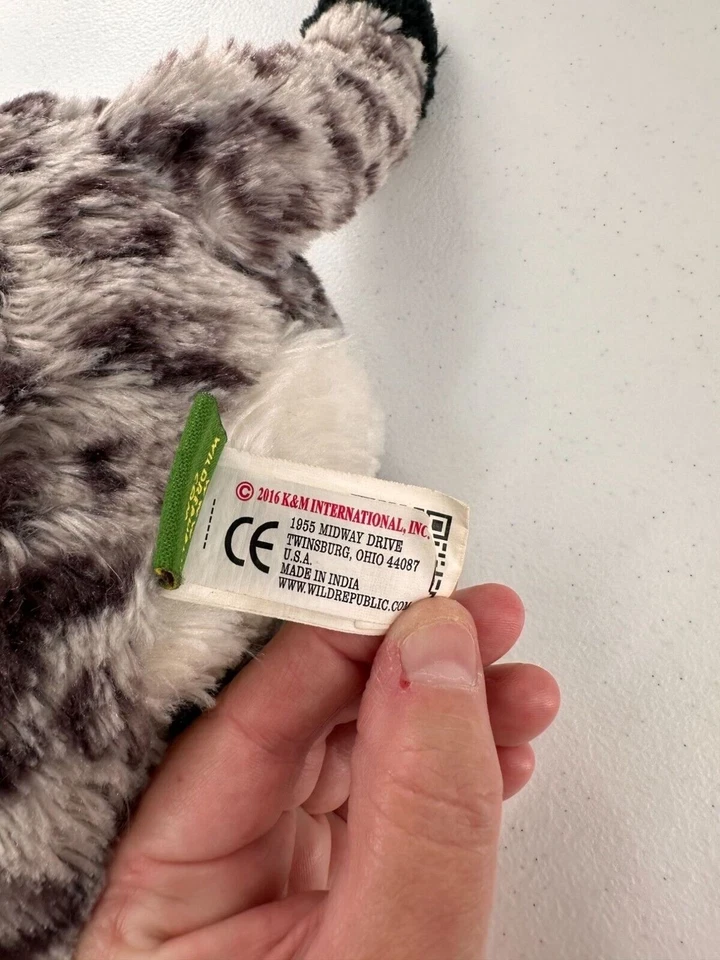 © 2016 K&M INTERNATIONAL, INC.
CE
1955 MIDWAY DRIVE
TWINSBURG, OHIO 44087
U.S.A.
MADE IN INDIA
WWW.WILDREPUBLIC.COM